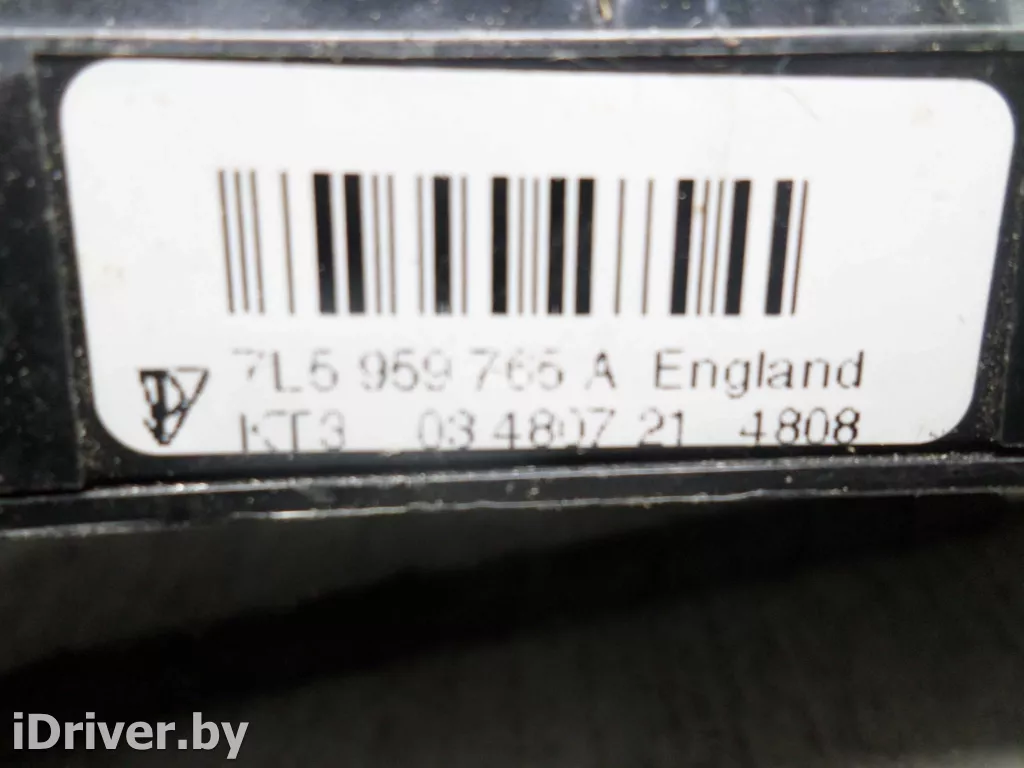 7L5 959 765 A England
KT3 03 4807 21 4808
iDriver.by